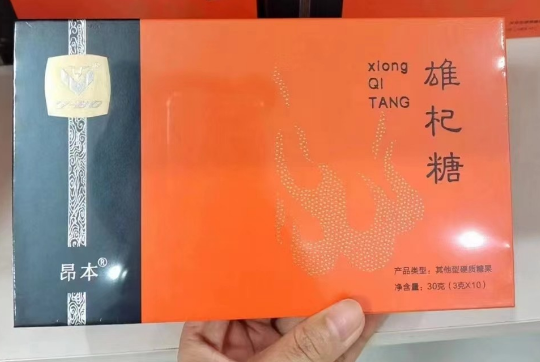 xiong
QI
TANG
雄杞糖
昂本®
产品类型：其他型硬质糖果
净含量：30克（3克X10）